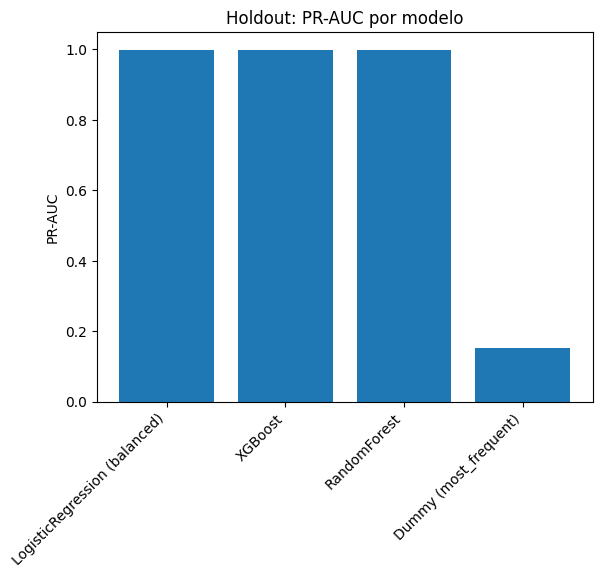 Holdout: PR-AUC por modelo
PR-AUC
1.0
0.8
0.6
0.4
0.2
0.0
LogisticRegression (balanced)
XGBoost
RandomForest
Dummy (most_frequent)